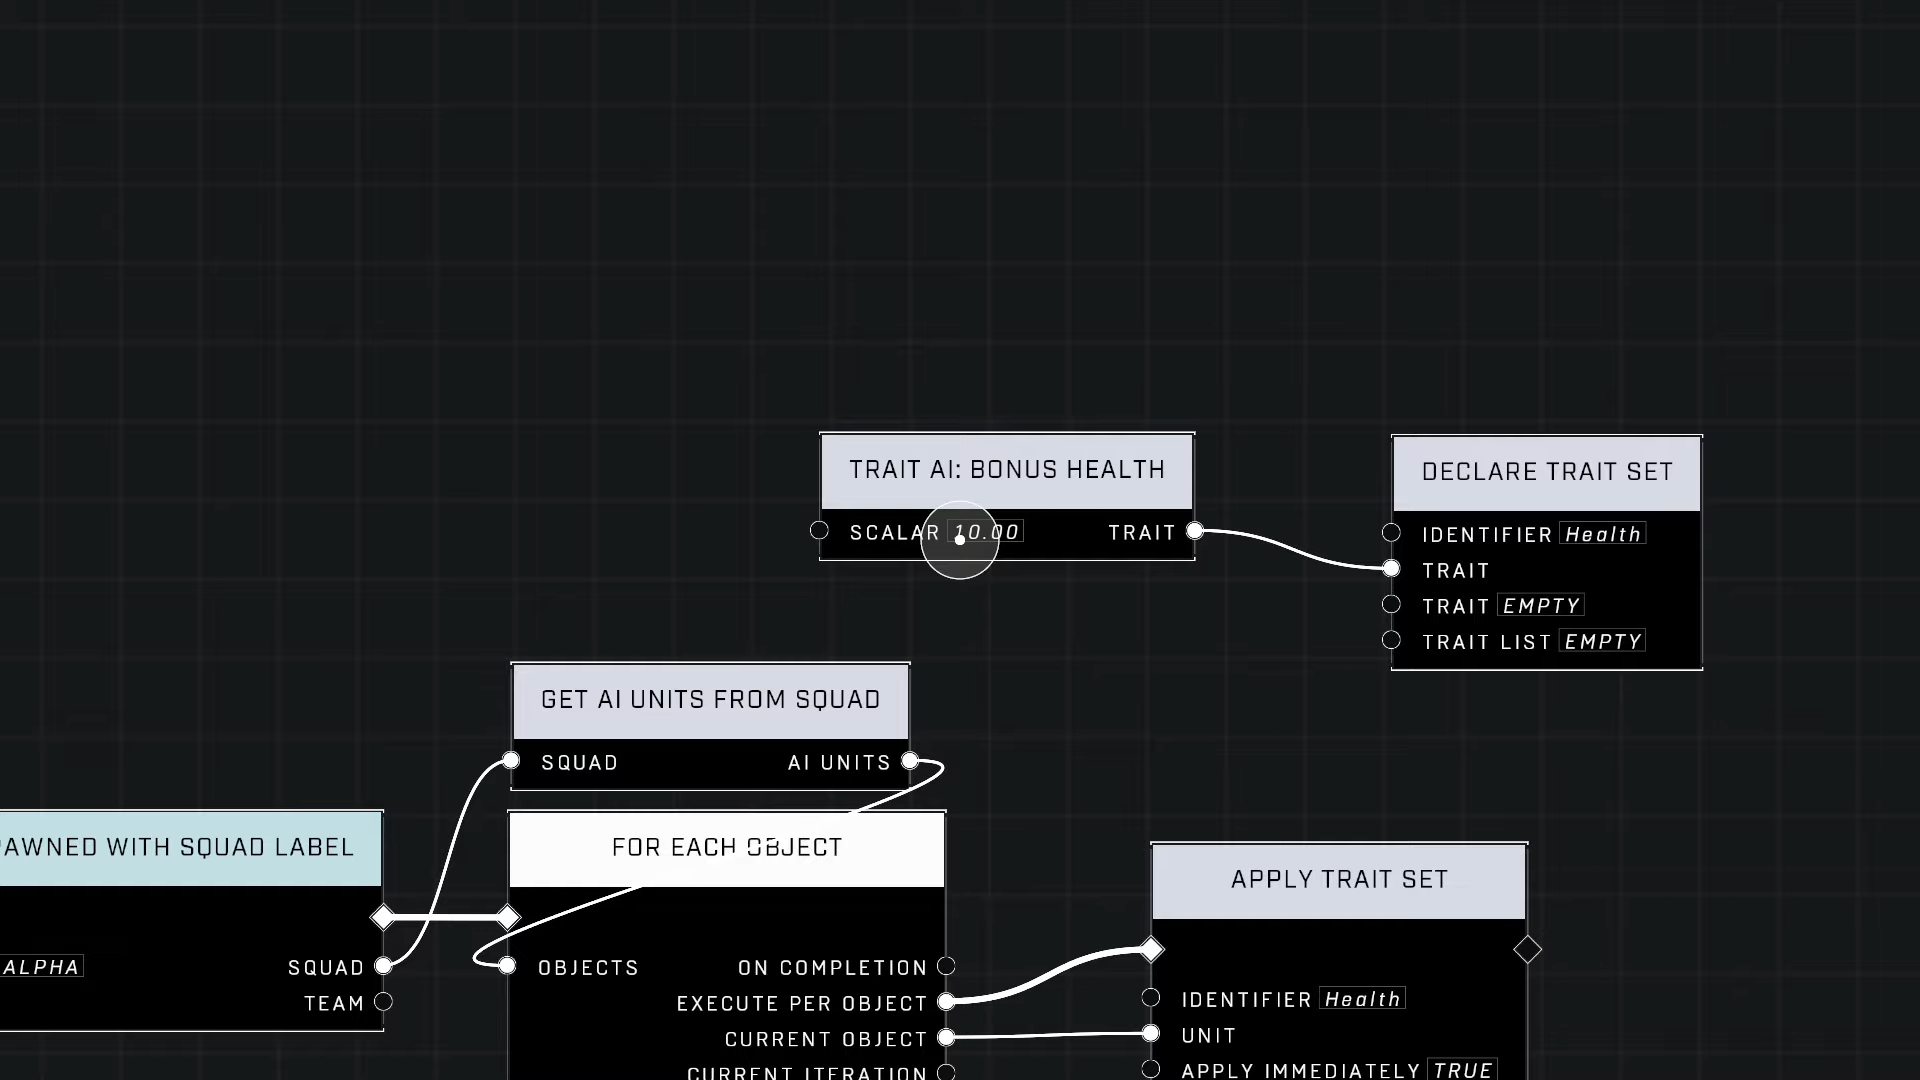 TRAIT AI: BONUS HEALTH
SCALAR 10.00 TRAIT
DECLARE TRAIT SET
IDENTIFIER Health
TRAIT
TRAIT EMPTY
TRAIT LIST EMPTY
GET AI UNITS FROM SQUAD
SQUAD AI UNITS
AWNED WITH SQUAD LABEL
ALPHA SQUAD
TEAM
FOR EACH OBJECT
OBJECTS ON COMPLETION
EXECUTE PER OBJECT
CURRENT OBJECT
CURRENT ITERATION
APPLY TRAIT SET
IDENTIFIER Health
UNIT
APPLY IMMEDIATELY TRUE